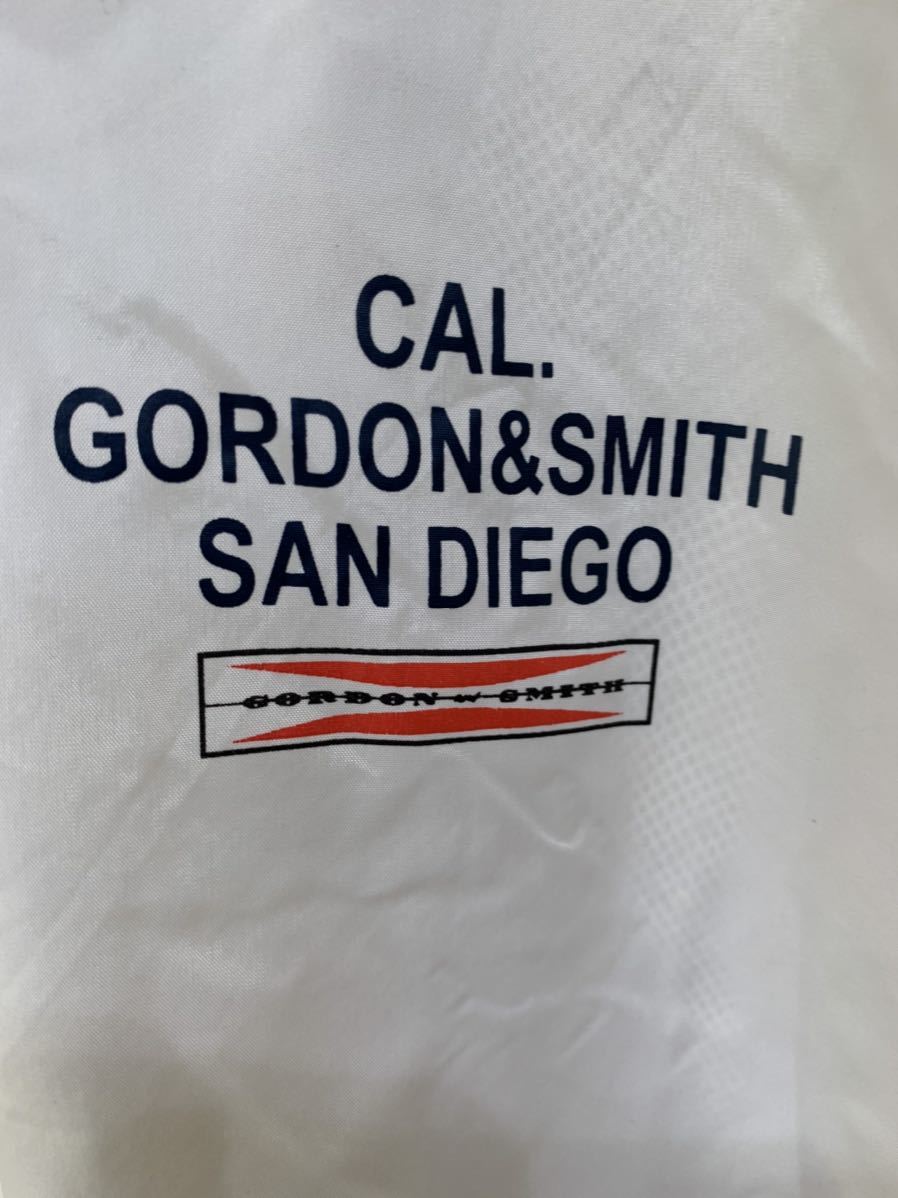 CAL.
GORDON&SMITH
SAN DIEGO
GORDON & SMITH